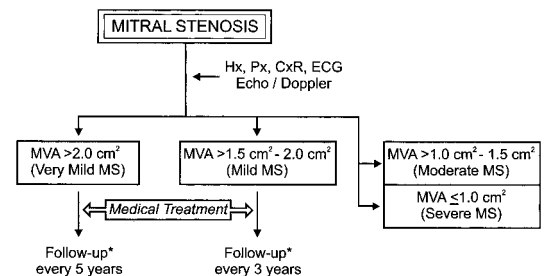 MITRAL STENOSIS
Hx, Px, CxR, ECG
Echo / Doppler
MVA >2.0 cm²
(Very Mild MS)
MVA >1.5 cm² - 2.0 cm²
(Mild MS)
MVA >1.0 cm² - 1.5 cm²
(Moderate MS)
MVA ≤1.0 cm²
(Severe MS)
Medical Treatment
Follow-up*
every 5 years
Follow-up*
every 3 years